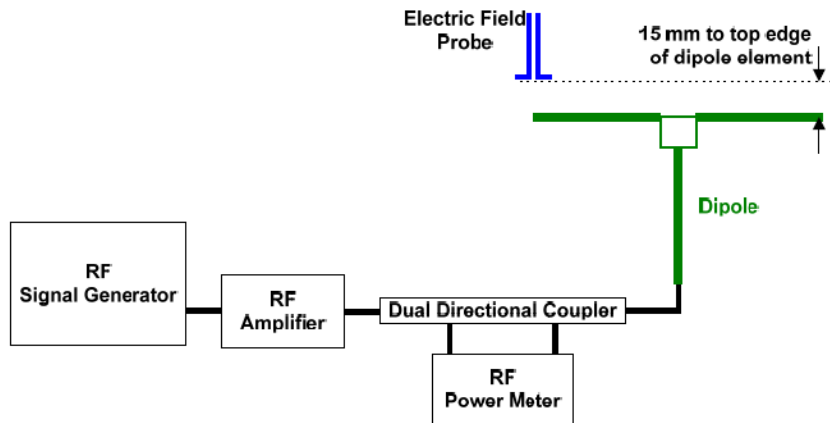 Electric Field
Probe
15 mm to top edge
of dipole element
Dipole
RF
Signal Generator
RF
Amplifier
Dual Directional Coupler
RF
Power Meter